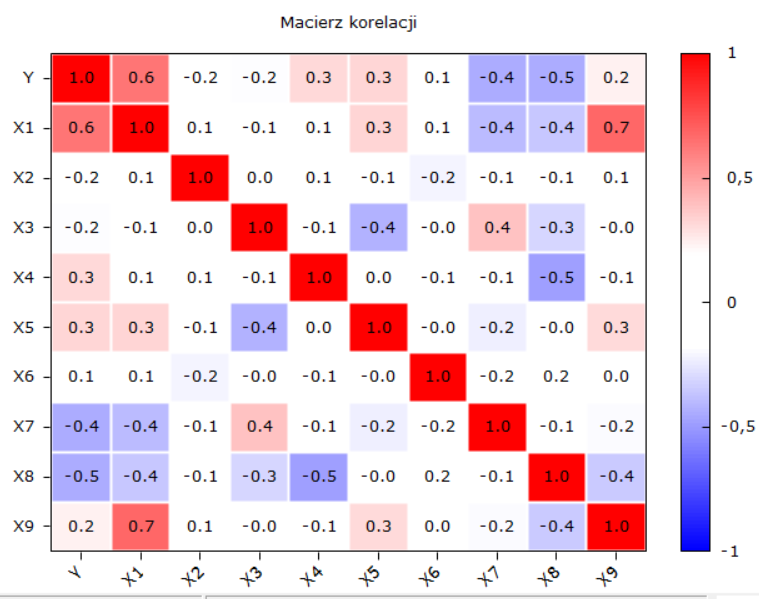 Macierz korelacji
Y 1.0 0.6 -0.2 -0.2 0.3 0.3 0.1 -0.4 -0.5 0.2
X1 0.6 1.0 0.1 -0.1 0.1 0.3 0.1 -0.4 -0.4 0.7
X2 -0.2 0.1 1.0 0.0 0.1 -0.1 -0.2 -0.1 -0.1 0.1
X3 -0.2 -0.1 0.0 1.0 -0.1 -0.4 -0.0 0.4 -0.3 -0.0
X4 0.3 0.1 0.1 -0.1 1.0 0.0 -0.1 -0.1 -0.5 -0.1
X5 0.3 0.3 -0.1 -0.4 0.0 1.0 -0.0 -0.2 -0.0 0.3
X6 0.1 0.1 -0.2 -0.0 -0.1 -0.0 1.0 -0.2 0.2 0.0
X7 -0.4 -0.4 -0.1 0.4 -0.1 -0.2 -0.2 1.0 -0.1 -0.2
X8 -0.5 -0.4 -0.1 -0.3 -0.5 -0.0 0.2 -0.1 1.0 -0.4
X9 0.2 0.7 0.1 -0.0 -0.1 0.3 0.0 -0.2 -0.4 1.0
Y X1 X2 X3 X4 X5 X6 X7 X8 X9
1
0,5
0
-0,5
-1